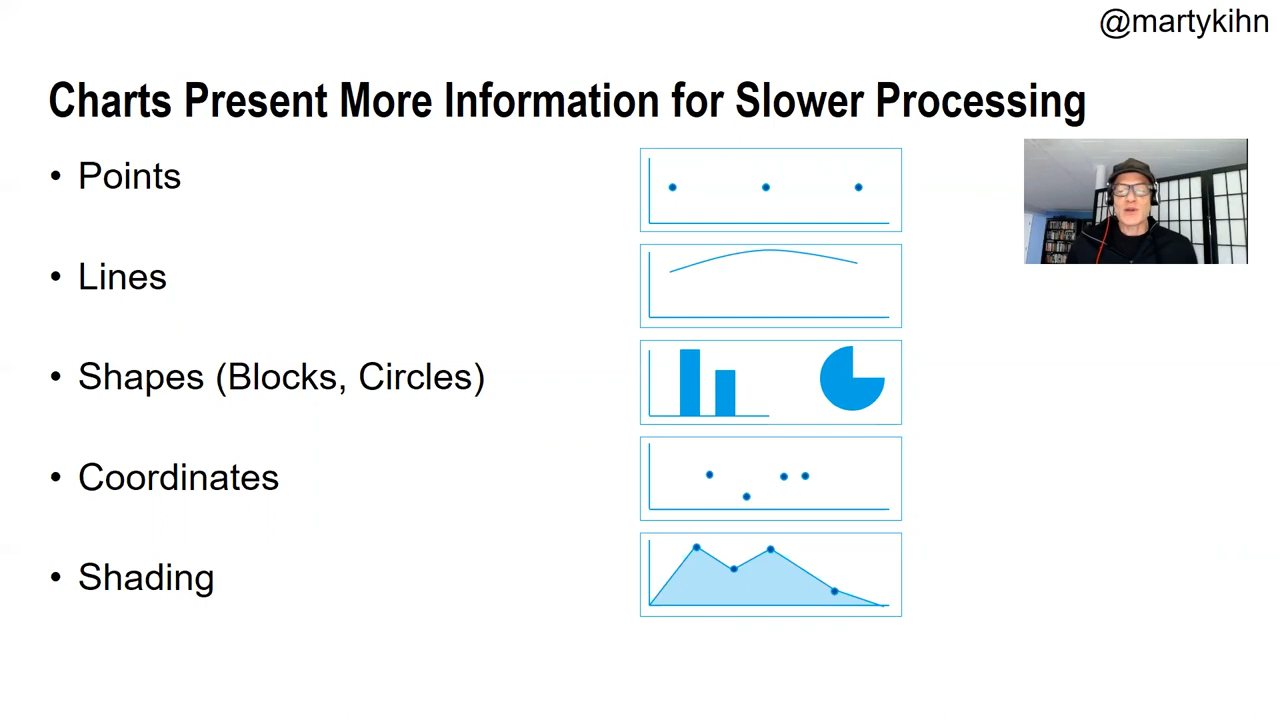 @martykihn
Charts Present More Information for Slower Processing
• Points
• Lines
• Shapes (Blocks, Circles)
• Coordinates
• Shading